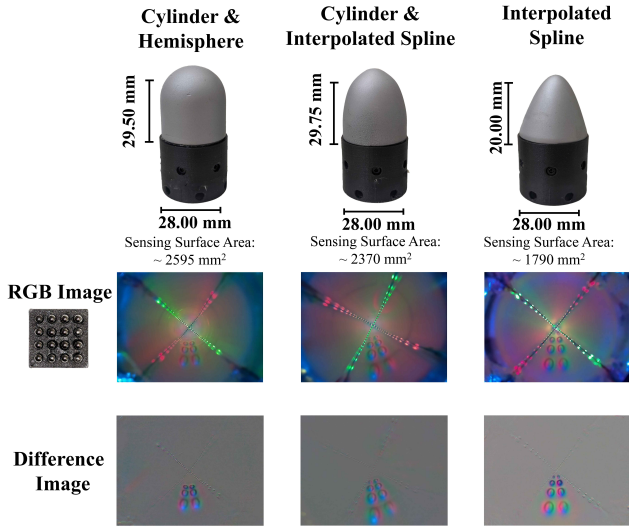 Cylinder &
Hemisphere
Cylinder &
Interpolated Spline
Interpolated
Spline
29.50 mm
29.75 mm
20.00 mm
28.00 mm
28.00 mm
28.00 mm
Sensing Surface Area:
~ 2595 mm²
Sensing Surface Area:
~ 2370 mm²
Sensing Surface Area:
~ 1790 mm²
RGB Image
Difference
Image